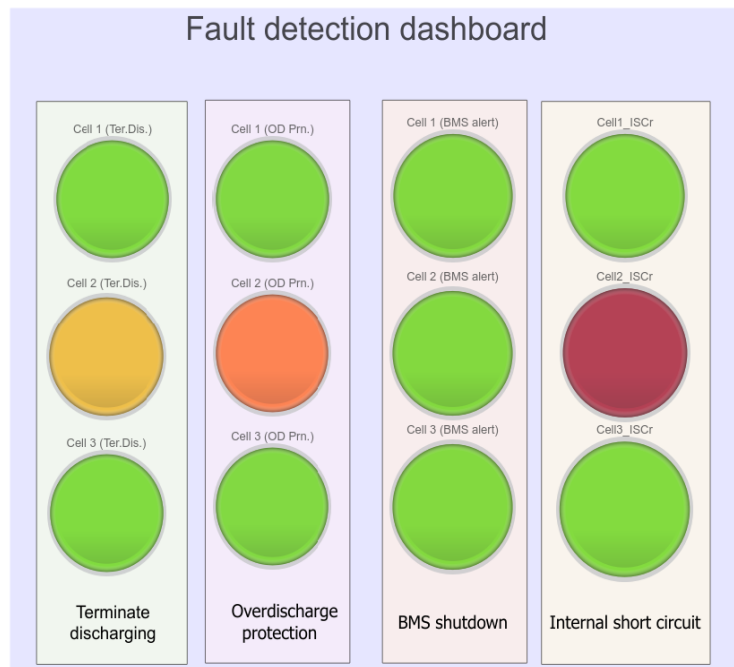 Fault detection dashboard
Cell 1 (Ter.Dis.)
Cell 2 (Ter.Dis.)
Cell 3 (Ter.Dis.)
Terminate
discharging
Cell 1 (OD Prn.)
Cell 2 (OD Prn.)
Cell 3 (OD Prn.)
Overdischarge
protection
Cell 1 (BMS alert)
Cell 2 (BMS alert)
Cell 3 (BMS alert)
BMS shutdown
Cell1_ISCr
Cell2_ISCr
Cell3_ISCr
Internal short circuit